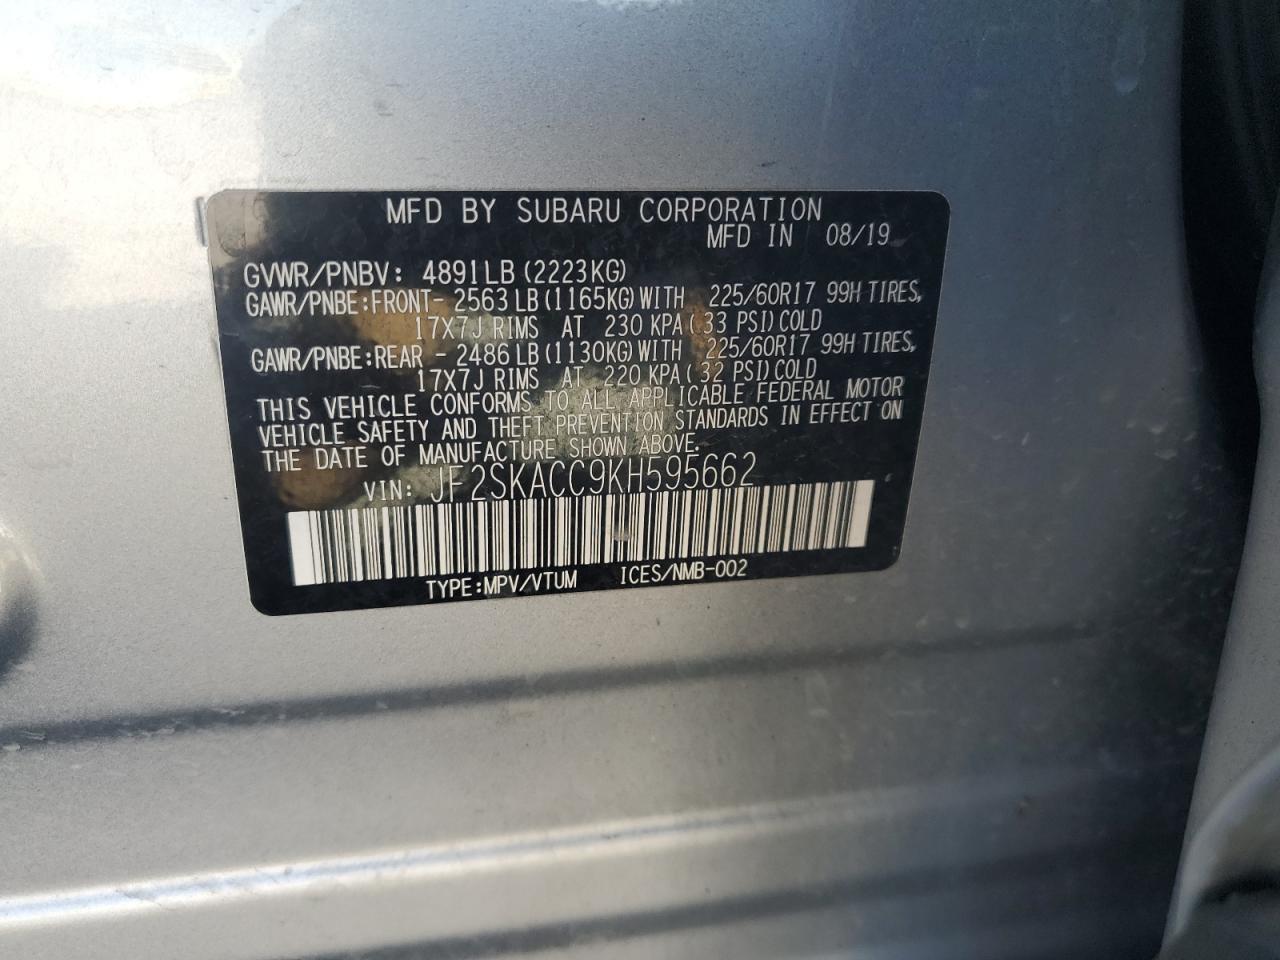 MFD BY SUBARU CORPORATION
MFD IN 08/19
GVWR/PNBV: 4891LB (2223KG)
GAWR/PNBE:FRONT- 2563 LB (1165KG) WITH 225/60R17 99H TIRES,
17X7J RIMS AT 230 KPA ( 33 PSI) COLD
GAWR/PNBE:REAR - 2486 LB (1130KG) WITH 225/60R17 99H TIRES,
17X7J RIMS AT 220 KPA ( 32 PSI) COLD
THIS VEHICLE CONFORMS TO ALL APPLICABLE FEDERAL MOTOR
VEHICLE SAFETY AND THEFT PREVENTION STANDARDS IN EFFECT ON
THE DATE OF MANUFACTURE SHOWN ABOVE.
VIN: JF2SKACC9KH595662
TYPE:MPV/VTUM ICES/NMB-002